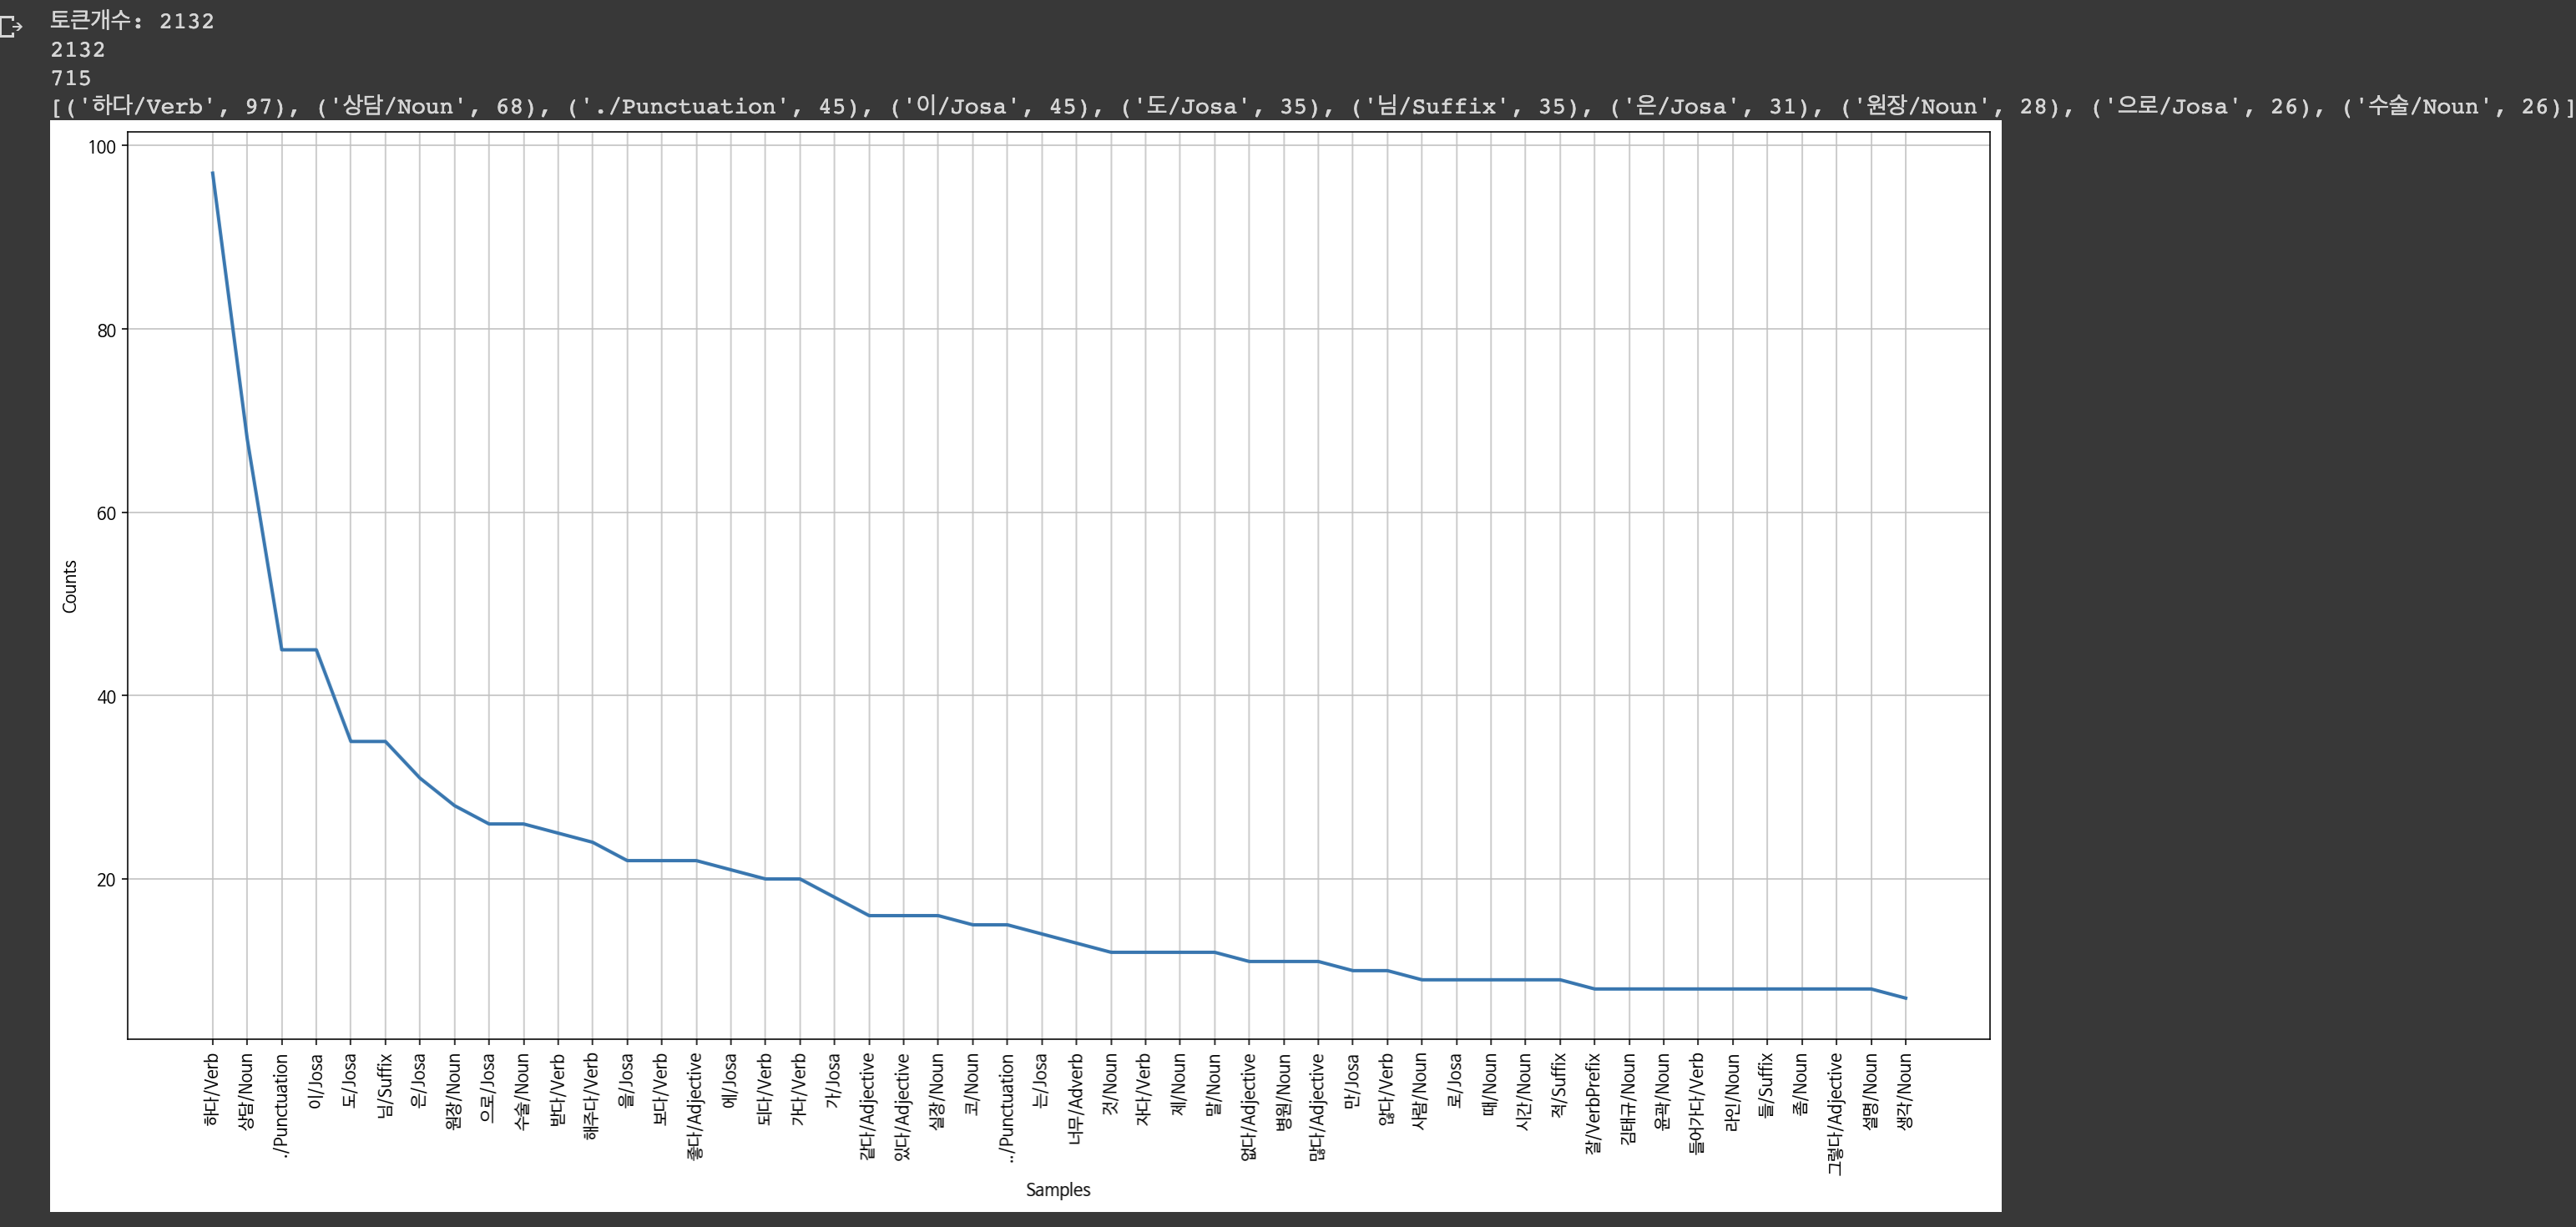 토큰개수: 2132
2132
715
[('하다/Verb', 97), ('상담/Noun', 68), ('./Punctuation', 45), ('이/Josa', 45), ('도/Josa', 35), ('님/Suffix', 35), ('은/Josa', 31), ('원장/Noun', 28), ('으로/Josa', 26), ('수술/Noun', 26)]
100
80
60
40
20
Counts
하다/Verb
상담/Noun
./Punctuation
이/Josa
도/Josa
님/Suffix
은/Josa
원장/Noun
으로/Josa
수술/Noun
받다/Verb
해주다/Verb
을/Josa
보다/Verb
좋다/Adjective
에/Josa
되다/Verb
가다/Verb
가/Josa
같다/Adjective
있다/Adjective
실장/Noun
코/Noun
../Punctuation
는/Josa
너무/Adverb
것/Noun
자다/Verb
제/Noun
말/Noun
없다/Adjective
병원/Noun
많다/Adjective
만/Josa
않다/Verb
사람/Noun
로/Josa
때/Noun
시간/Noun
적/Suffix
잘/VerbPrefix
김태규/Noun
윤곽/Noun
들어가다/Verb
라인/Noun
들/Suffix
좀/Noun
그렇다/Adjective
설명/Noun
생각/Noun
Samples